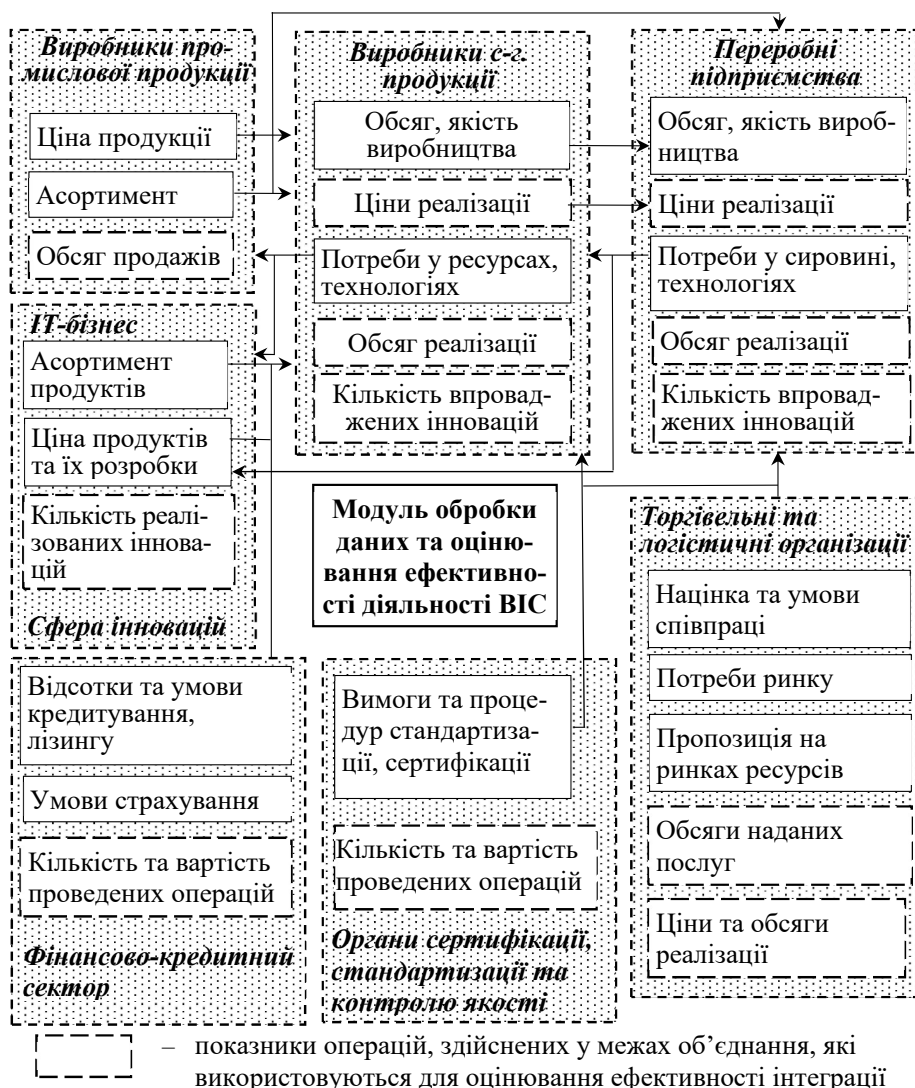 Виробники про-
мислової продукції
Ціна продукції
Асортимент
Обсяг продажів
Виробники с-г.
продукції
Обсяг, якість
виробництва
Ціни реалізації
Потреби у ресурсах,
технологіях
Обсяг реалізації
Кількість впровад-
жених інновацій
Переробні
підприємства
Обсяг, якість вироб-
ництва
Ціни реалізації
Потреби у сировині,
технологіях
Обсяг реалізації
Кількість впровад-
жених інновацій
ІТ-бізнес
Асортимент
продуктів
Ціна продуктів
та їх розробки
Кількість реалі-
зованих іннова-
цій
Сфера інновацій
Модуль обробки
даних та оціню-
вання ефективно-
сті діяльності ВІС
Торгівельні та
логістичні організації
Націнка та умови
співпраці
Потреби ринку
Пропозиція на
ринках ресурсів
Обсяги наданих
послуг
Ціни та обсяги
реалізації
Відсотки та умови
кредитування,
лізингу
Умови страхування
Кількість та вартість
проведених операцій
Фінансово-кредитний
сектор
Вимоги та проце-
дур стандартиза-
ції, сертифікації
Кількість та вартість
проведених операцій
Органи сертифікації,
стандартизації та
контролю якості
– показники операцій, здійснених у межах об’єднання, які
використовуються для оцінювання ефективності інтеграції